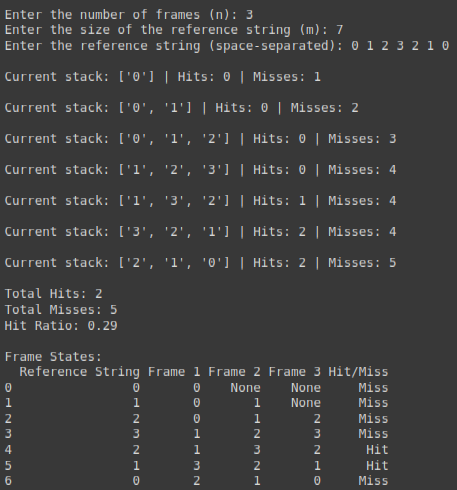 Enter the number of frames (n): 3
Enter the size of the reference string (m): 7
Enter the reference string (space-separated): 0 1 2 3 2 1 0
Current stack: ['0'] | Hits: 0 | Misses: 1
Current stack: ['0', '1'] | Hits: 0 | Misses: 2
Current stack: ['0', '1', '2'] | Hits: 0 | Misses: 3
Current stack: ['1', '2', '3'] | Hits: 0 | Misses: 4
Current stack: ['1', '3', '2'] | Hits: 1 | Misses: 4
Current stack: ['3', '2', '1'] | Hits: 2 | Misses: 4
Current stack: ['2', '1', '0'] | Hits: 2 | Misses: 5
Total Hits: 2
Total Misses: 5
Hit Ratio: 0.29
Frame States:
  Reference String Frame 1 Frame 2 Frame 3 Hit/Miss
0                0       0    None    None     Miss
1                1       0       1    None     Miss
2                2       0       1       2     Miss
3                3       1       2       3     Miss
4                2       1       3       2      Hit
5                1       3       2       1      Hit
6                0       2       1       0     Miss